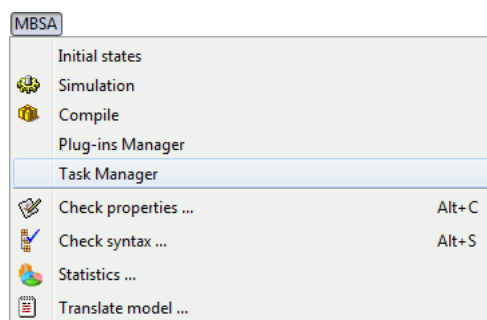 MBSA
Initial states
Simulation
Compile
Plug-ins Manager
Task Manager
Check properties ... Alt+C
Check syntax ... Alt+S
Statistics ...
Translate model ...